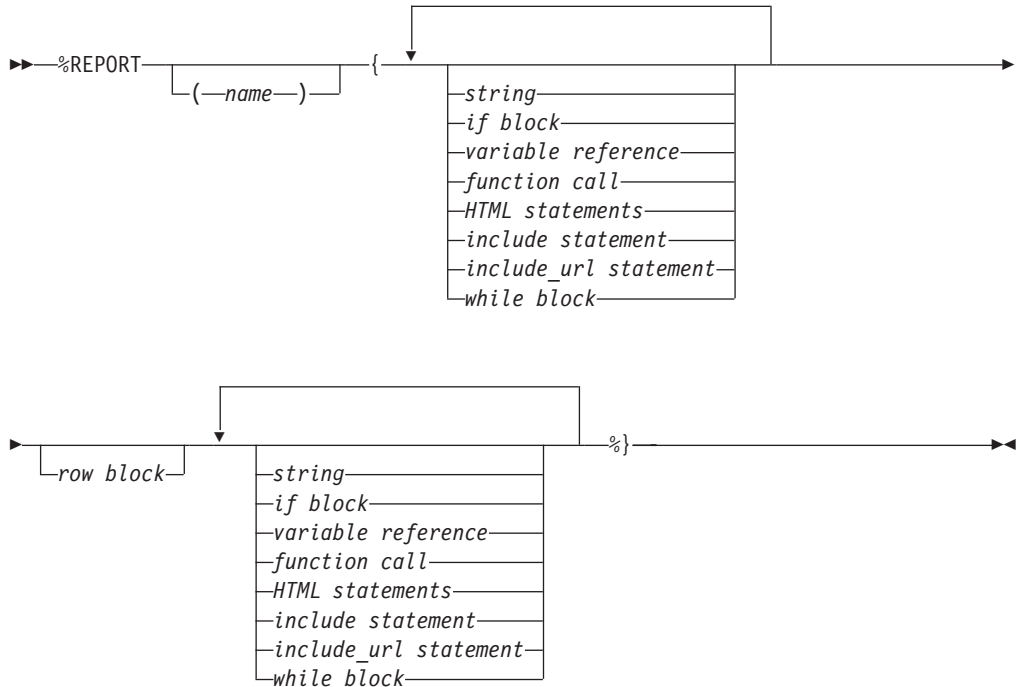 %REPORT {
( name )
string
if block
variable reference
function call
HTML statements
include statement
include_url statement
while block
%}
row block
string
if block
variable reference
function call
HTML statements
include statement
include_url statement
while block